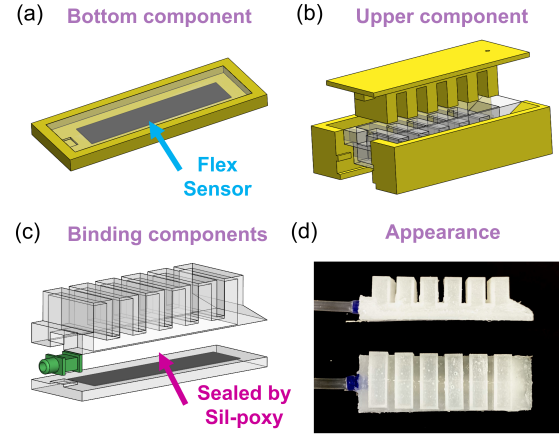 (a) Bottom component
Flex
Sensor
(b) Upper component
(c) Binding components
Sealed by
Sil-poxy
(d) Appearance